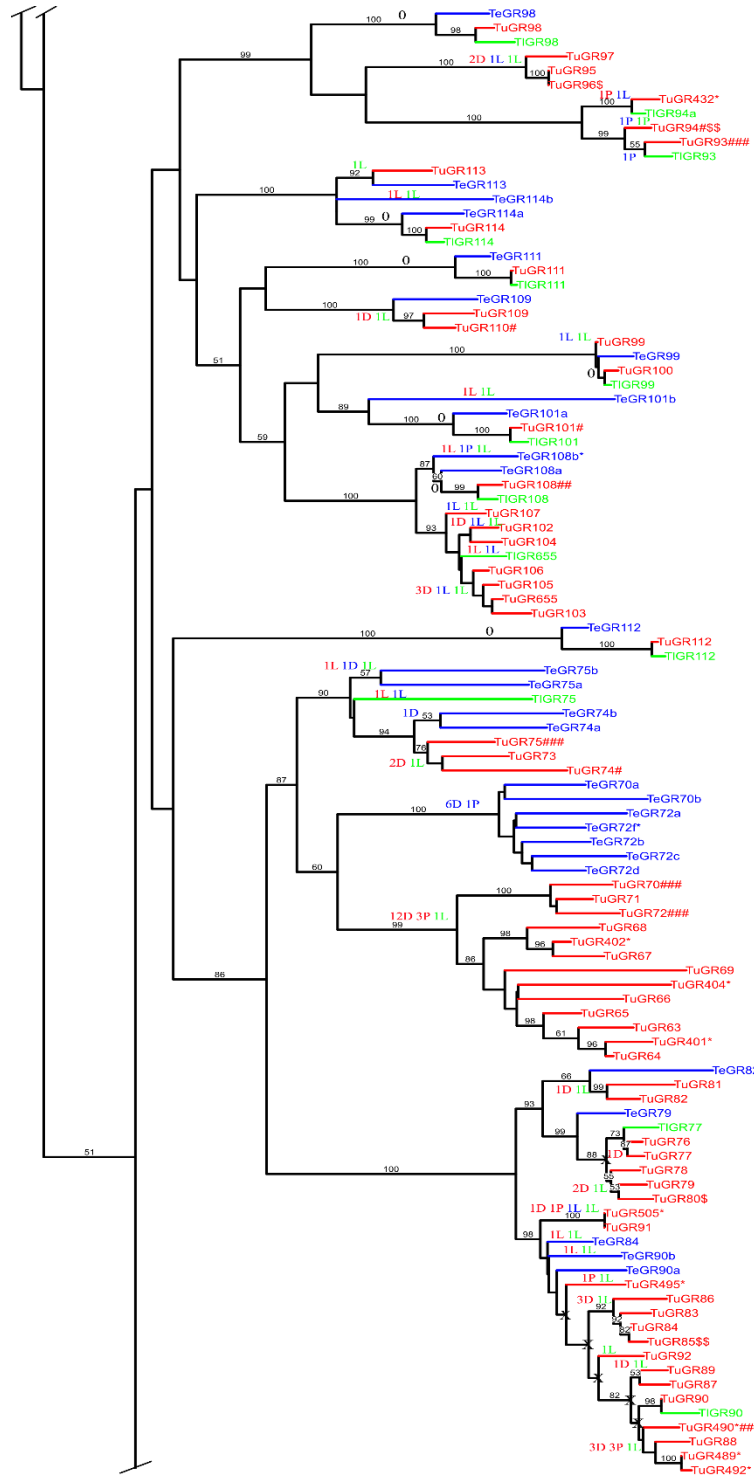 TeGR98
100 0
TuGR98
98
TlGR98
99
TuGR97
2D 1L 1L
TuGR95
100
TuGR96$
1P 1L
TuGR432*
100
TlGR94a
100
1P 1P
TuGR94#$$
99
TuGR93###
55
1P
TlGR93
1L
TuGR113
92
TeGR113
100
1L 1L
TeGR114b
TeGR114a
99 0
TuGR114
100
TlGR114
TeGR111
100 0
TuGR111
100
TlGR111
51
TeGR109
100
TuGR109
1D 1L 97
TuGR110#
1L 1L
TuGR99
100
TeGR99
0
TuGR100
TlGR99
1L 1L
TeGR101b
89
0
TeGR101a
100
TuGR101#
100
TlGR101
59
1L 1P 1L
TeGR108b*
87
TeGR108a
60
TuGR108##
0 99
TlGR108
100
1L 1L
TuGR107
93
1D 1L 1L
TuGR102
TuGR104
1L 1L
TlGR655
TuGR106
3D 1L 1L
TuGR105
TuGR655
TuGR103
TeGR112
100 0
TuGR112
100
TlGR112
1L 1D 1L
TeGR75b
57
TeGR75a
90
1L 1L
TlGR75
1D
TeGR74b
53
TeGR74a
94
TuGR75###
76
TuGR73
2D 1L
TuGR74#
87
TeGR70a
TeGR70b
6D 1P
100
TeGR72a
TeGR72f*
TeGR72b
TeGR72c
TeGR72d
60
TuGR70###
100
TuGR71
TuGR72###
12D 3P 1L
99
TuGR68
98
TuGR402*
96
TuGR67
86
TuGR69
TuGR404*
TuGR66
86
TuGR65
98
TuGR63
61
TuGR401*
96
TuGR64
TeGR82
66
TuGR81
1D 1L 99
TuGR82
93
TeGR79
99
TlGR77
73
TuGR76
67
1D
TuGR77
88
TuGR78
55
TuGR79
2D 1L 53
TuGR80$
51
100
1D 1P 1L 1L
TuGR505*
100
TuGR91
98
1L 1L
TeGR84
1L 1L
TeGR90b
TeGR90a
1P 1L
TuGR495*
3D 1L
TuGR86
92
TuGR83
92
TuGR84
82
TuGR85$$
1L
TuGR92
1D 1L
TuGR89
53
TuGR87
82
TuGR90
98
TlGR90
TuGR490*##
3D 3P 1L
TuGR88
TuGR489*
100
TuGR492*